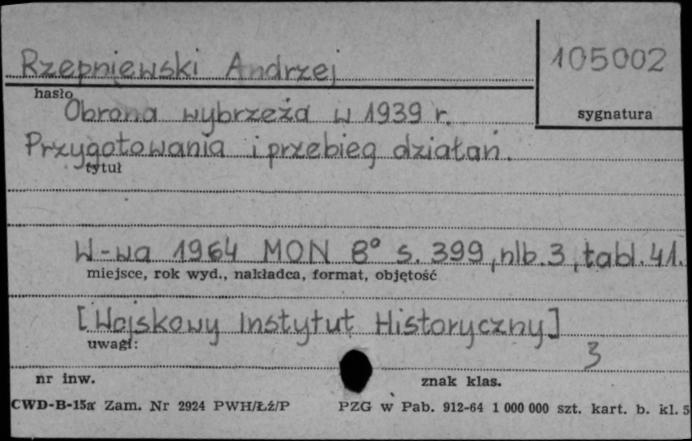 Rzepniewski Andrzej
105002
hasło
sygnatura
Obrona wybrzeża w 1939 r.
Przygotowania i przebieg działań.
tytuł
W-wa 1964 MON 8° s. 399, nlb. 3, tabl. 41.
miejsce, rok wyd., nakładca, format, objętość
[Wojskowy Instytut Historyczny]
uwagi:
3
nr inw.
znak klas.
CWD-B-15a Zam. Nr 2924 PWH/Łź/P PZG w Pab. 912-64 1 000 000 szt. kart. b. kl. 5